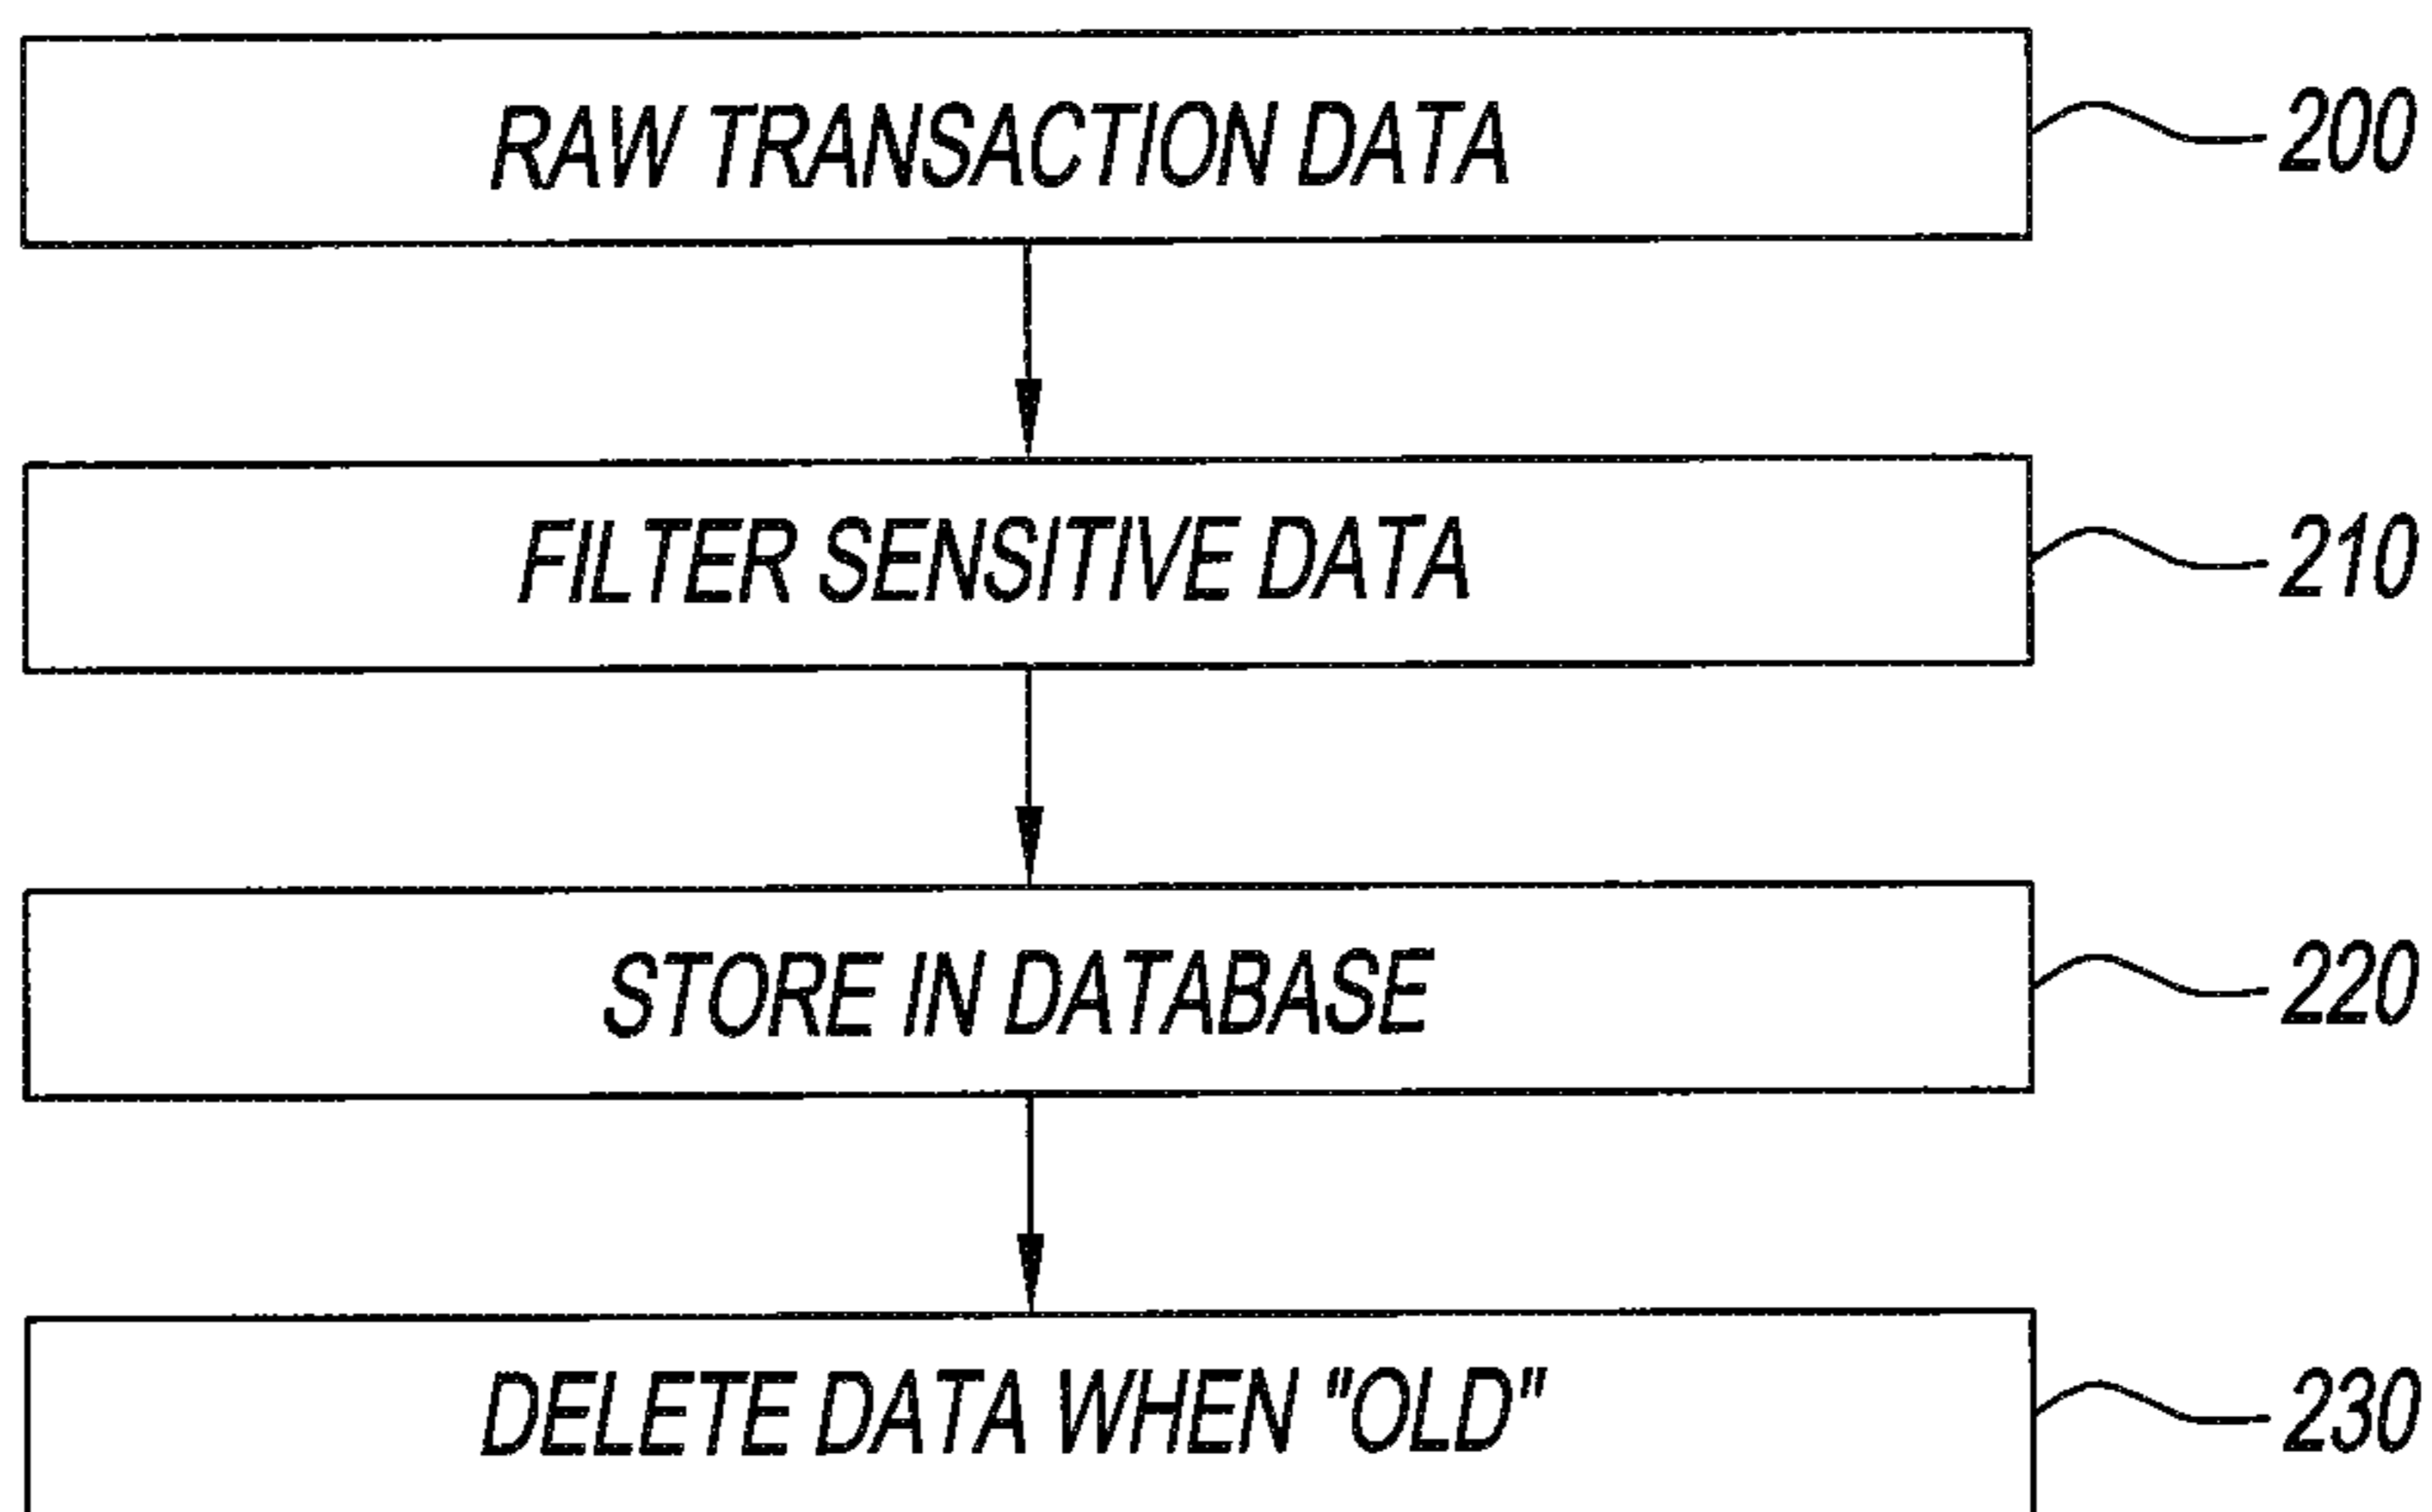 RAW TRANSACTION DATA 200
FILTER SENSITIVE DATA 210
STORE IN DATABASE 220
DELETE DATA WHEN "OLD" 230